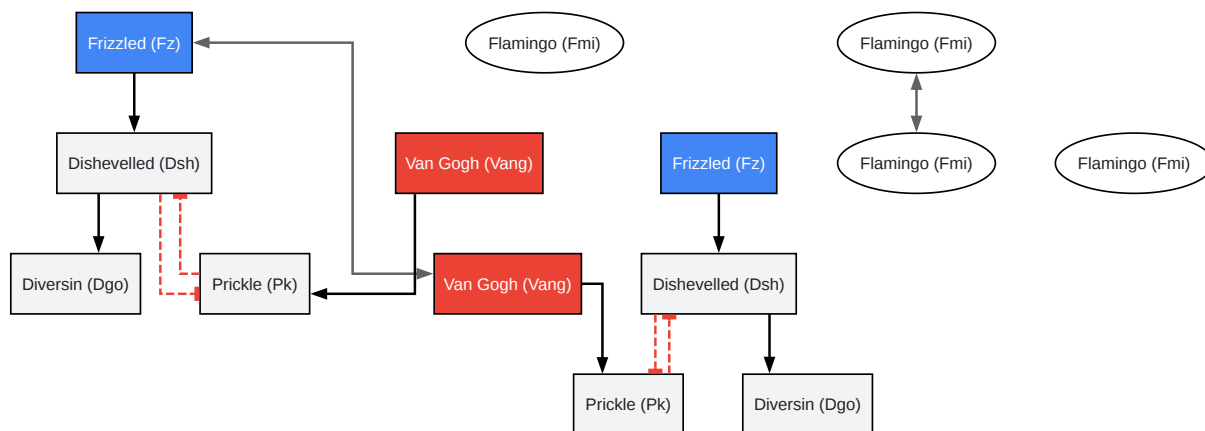 Frizzled (Fz)
Flamingo (Fmi)
Flamingo (Fmi)
Dishevelled (Dsh)
Van Gogh (Vang)
Frizzled (Fz)
Flamingo (Fmi)
Flamingo (Fmi)
Diversin (Dgo)
Prickle (Pk)
Van Gogh (Vang)
Dishevelled (Dsh)
Prickle (Pk)
Diversin (Dgo)